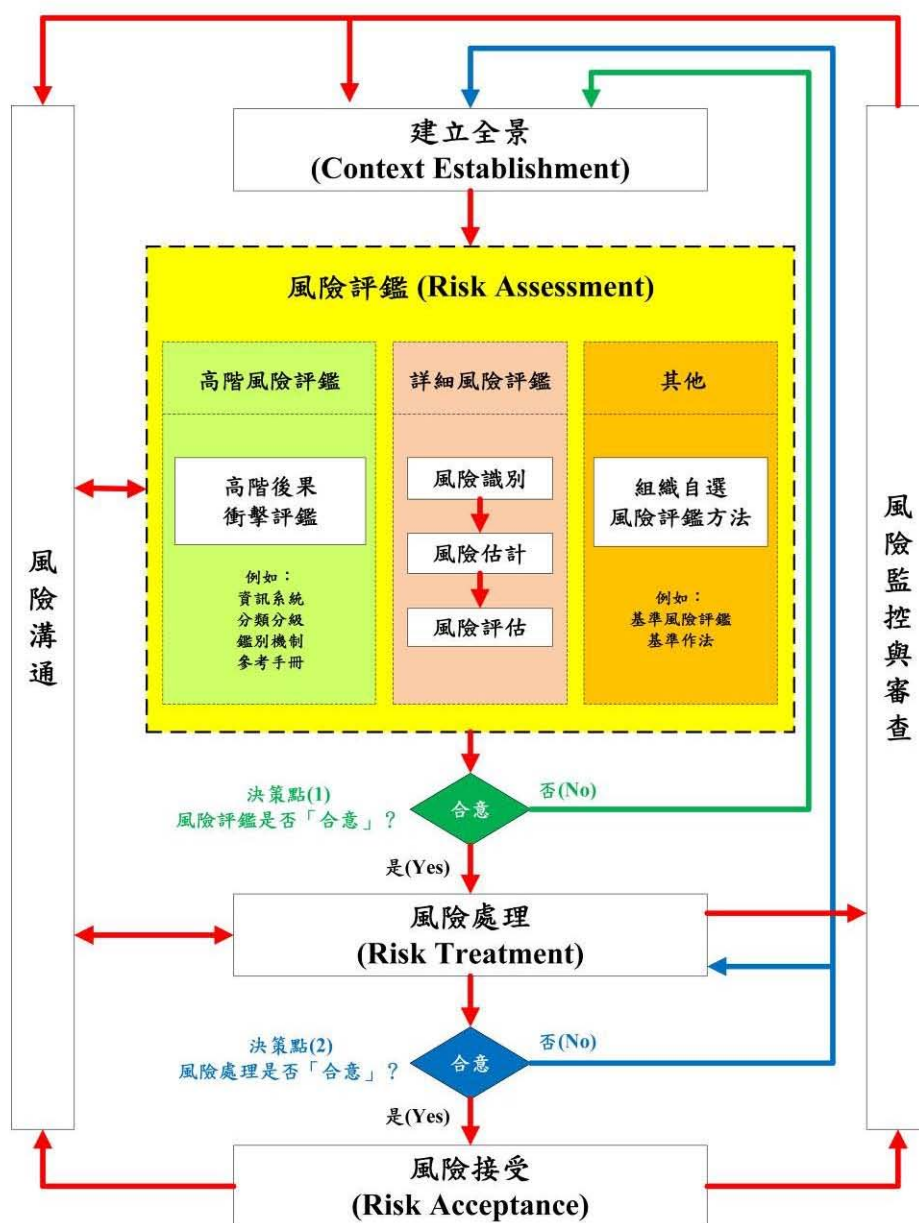 建立全景
(Context Establishment)
風險評鑑 (Risk Assessment)
高階風險評鑑
高階後果
衝擊評鑑
例如：
資訊系統
分類分級
鑑別機制
參考手冊
詳細風險評鑑
風險識別
風險估計
風險評估
其他
組織自選
風險評鑑方法
例如：
基準風險評鑑
基準作法
風險溝通
風險監控與審查
決策點(1)
風險評鑑是否「合意」？
合意
否(No)
是(Yes)
風險處理
(Risk Treatment)
決策點(2)
風險處理是否「合意」？
合意
否(No)
是(Yes)
風險接受
(Risk Acceptance)